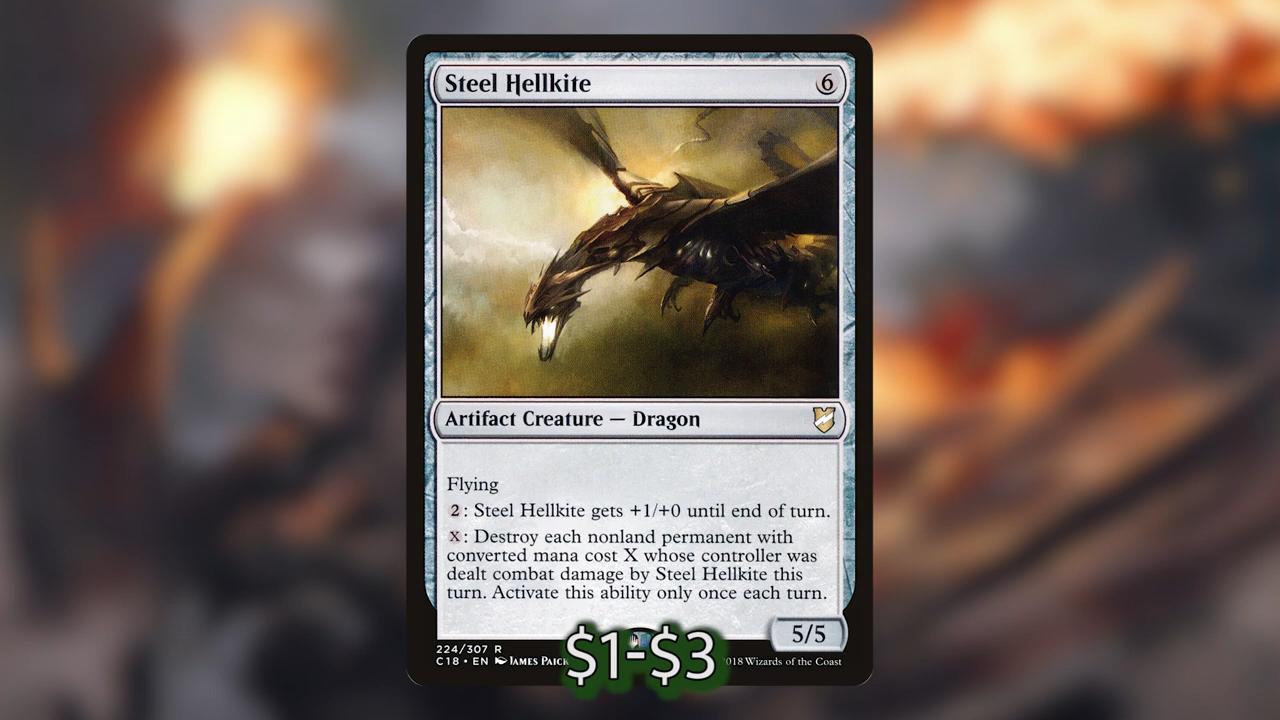 Steel Hellkite 6
Artifact Creature — Dragon
Flying
2: Steel Hellkite gets +1/+0 until end of turn.
X: Destroy each nonland permanent with
converted mana cost X whose controller was
dealt combat damage by Steel Hellkite this
turn. Activate this ability only once each turn.
5/5
224/307 R
C18 • EN JAMES PAICK 2018 Wizards of the Coast
$1-$3